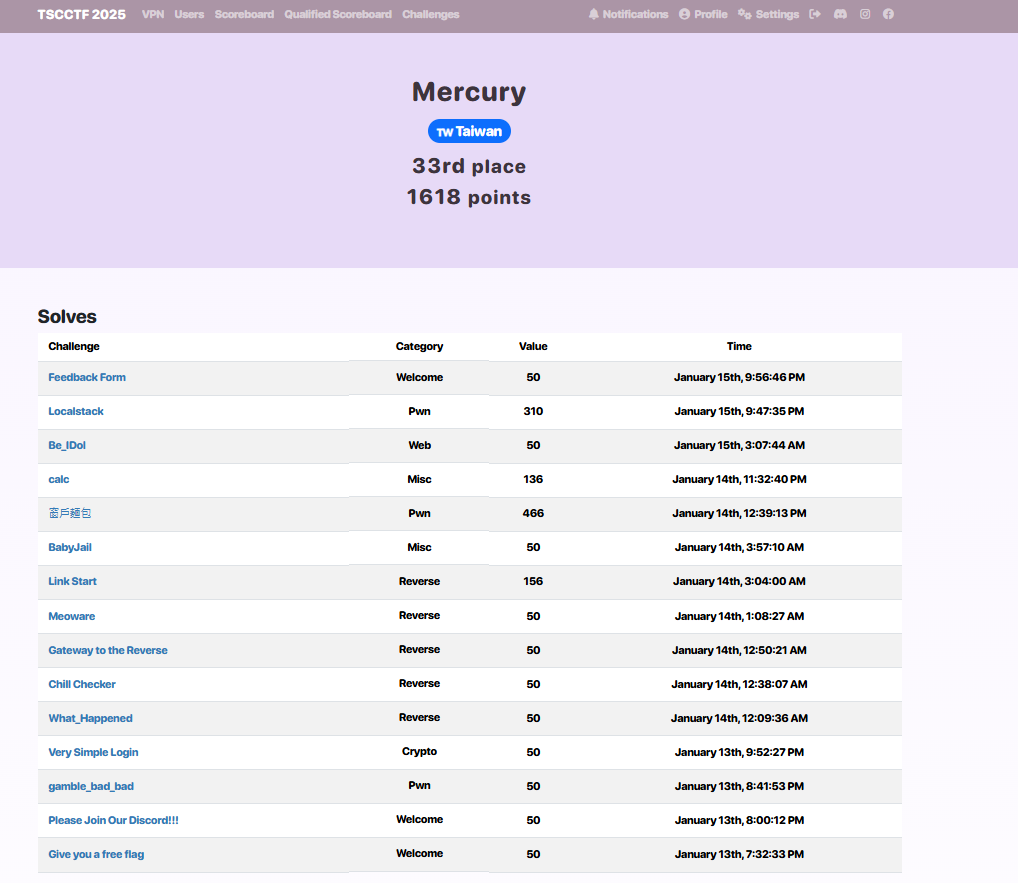 TSCCTF 2025 VPN Users Scoreboard Qualified Scoreboard Challenges Notifications Profile Settings
Mercury
TW Taiwan
33rd place
1618 points
Solves
Challenge Category Value Time
Feedback Form Welcome 50 January 15th, 9:56:46 PM
Localstack Pwn 310 January 15th, 9:47:35 PM
Be_IDol Web 50 January 15th, 3:07:44 AM
calc Misc 136 January 14th, 11:32:40 PM
窗戶麵包 Pwn 466 January 14th, 12:39:13 PM
BabyJail Misc 50 January 14th, 3:57:10 AM
Link Start Reverse 156 January 14th, 3:04:00 AM
Meoware Reverse 50 January 14th, 1:08:27 AM
Gateway to the Reverse Reverse 50 January 14th, 12:50:21 AM
Chill Checker Reverse 50 January 14th, 12:38:07 AM
What_Happened Reverse 50 January 14th, 12:09:36 AM
Very Simple Login Crypto 50 January 13th, 9:52:27 PM
gamble_bad_bad Pwn 50 January 13th, 8:41:53 PM
Please Join Our Discord!!! Welcome 50 January 13th, 8:00:12 PM
Give you a free flag Welcome 50 January 13th, 7:32:33 PM